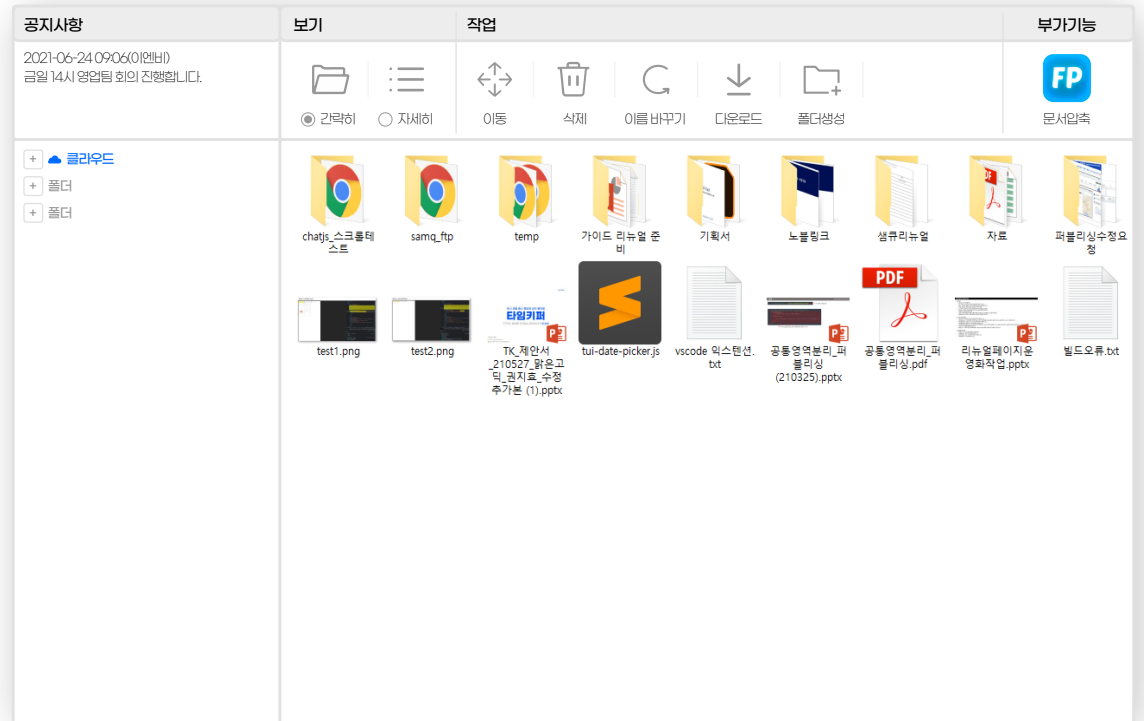 공지사항
보기
작업
부가기능
2021-06-24 09:06(이엔비)
금일 14시 영업팀 회의 진행합니다.
간략히
자세히
이동
삭제
이름 바꾸기
다운로드
폴더생성
FP
문서압축
클라우드
폴더
폴더
chatjs_스크롤테
스트
samq_ftp
temp
가이드 리뉴얼 준
비
기획서
노블링크
샘큐리뉴얼
자료
퍼블리싱수정요
청
test1.png
test2.png
타임키퍼
TK_제안서
_210527_맑은고
딕_권지효_수정
추가본 (1).pptx
tui-date-picker.js
vscode 익스텐션.
txt
공통영역분리_퍼
블리싱
(210325).pptx
PDF
공통영역분리_퍼
블리싱.pdf
리뉴얼페이지운
영화작업.pptx
빌드오류.txt